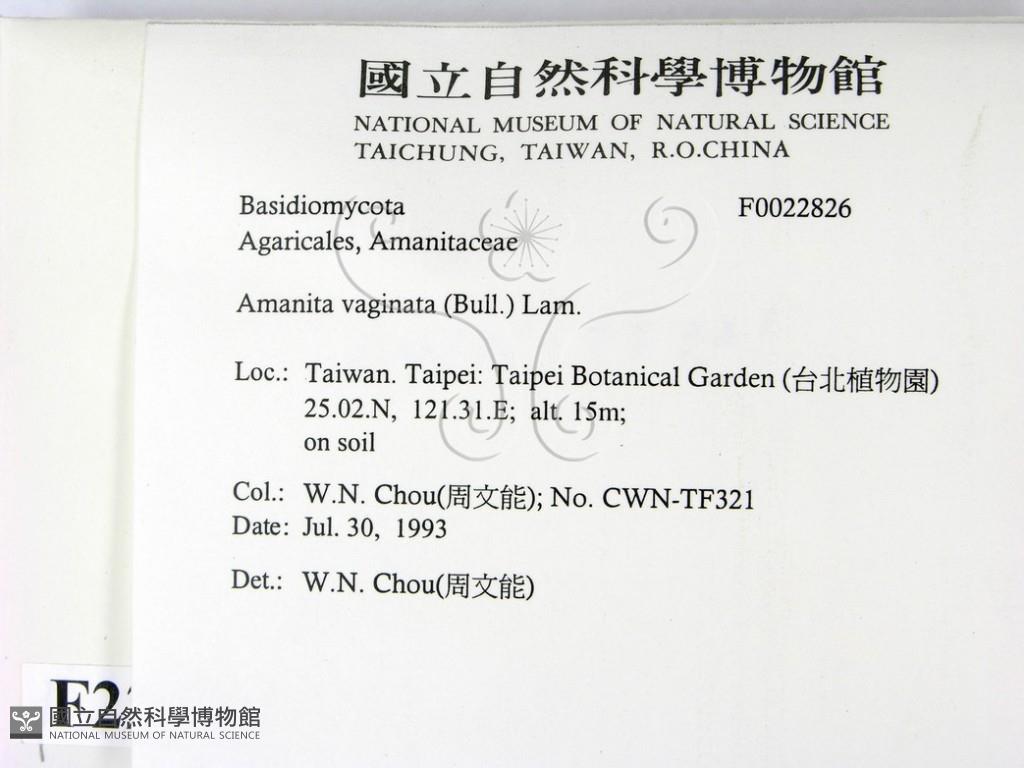 國立自然科學博物館
NATIONAL MUSEUM OF NATURAL SCIENCE
TAICHUNG, TAIWAN, R.O.CHINA
Basidiomycota F0022826
Agaricales, Amanitaceae
Amanita vaginata (Bull.) Lam.
Loc.: Taiwan. Taipei: Taipei Botanical Garden (台北植物園)
25.02.N, 121.31.E; alt. 15m;
on soil
Col.: W.N. Chou(周文能); No. CWN-TF321
Date: Jul. 30, 1993
Det.: W.N. Chou(周文能)
F22
國立自然科學博物館
NATIONAL MUSEUM OF NATURAL SCIENCE